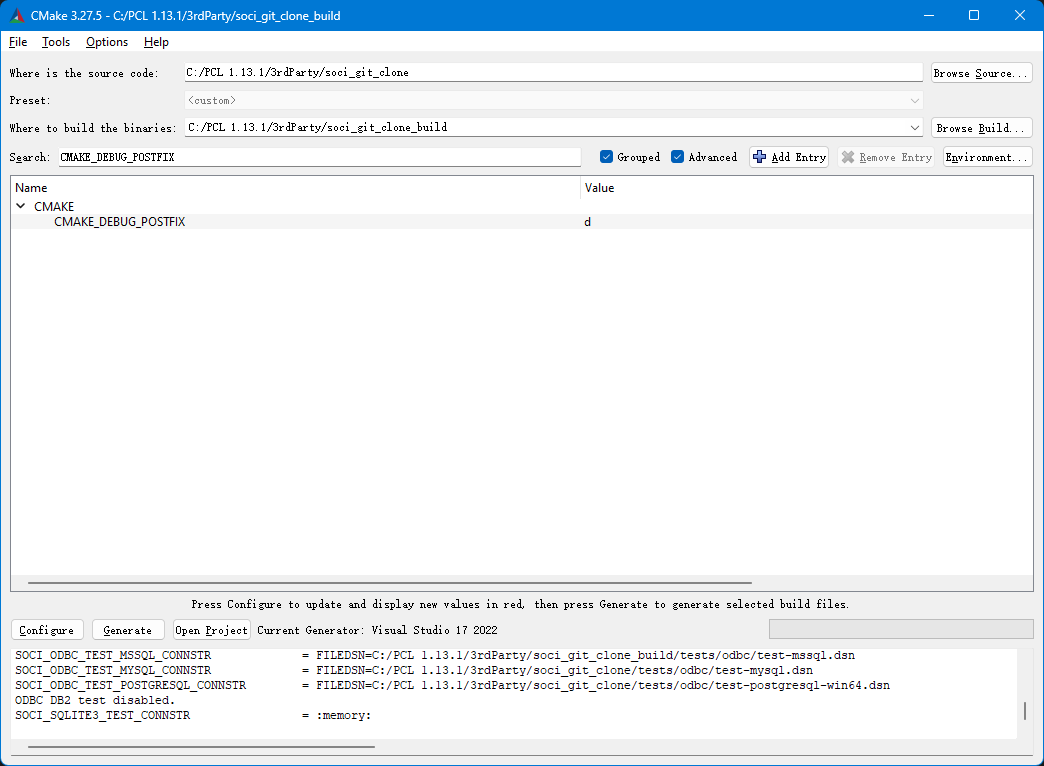 CMake 3.27.5 - C:/PCL 1.13.1/3rdParty/soci_git_clone_build
File Tools Options Help
Where is the source code: C:/PCL 1.13.1/3rdParty/soci_git_clone Browse Source...
Preset: <custom>
Where to build the binaries: C:/PCL 1.13.1/3rdParty/soci_git_clone_build Browse Build...
Search: CMAKE_DEBUG_POSTFIX Grouped Advanced Add Entry Remove Entry Environment...
Name Value
CMAKE
CMAKE_DEBUG_POSTFIX d
Press Configure to update and display new values in red, then press Generate to generate selected build files.
Configure Generate Open Project Current Generator: Visual Studio 17 2022
SOCI_ODBC_TEST_MSSQL_CONNSTR = FILEDSN=C:/PCL 1.13.1/3rdParty/soci_git_clone_build/tests/odbc/test-mssql.dsn
SOCI_ODBC_TEST_MYSQL_CONNSTR = FILEDSN=C:/PCL 1.13.1/3rdParty/soci_git_clone/tests/odbc/test-mysql.dsn
SOCI_ODBC_TEST_POSTGRESQL_CONNSTR = FILEDSN=C:/PCL 1.13.1/3rdParty/soci_git_clone/tests/odbc/test-postgresql-win64.dsn
ODBC DB2 test disabled.
SOCI_SQLITE3_TEST_CONNSTR = :memory: